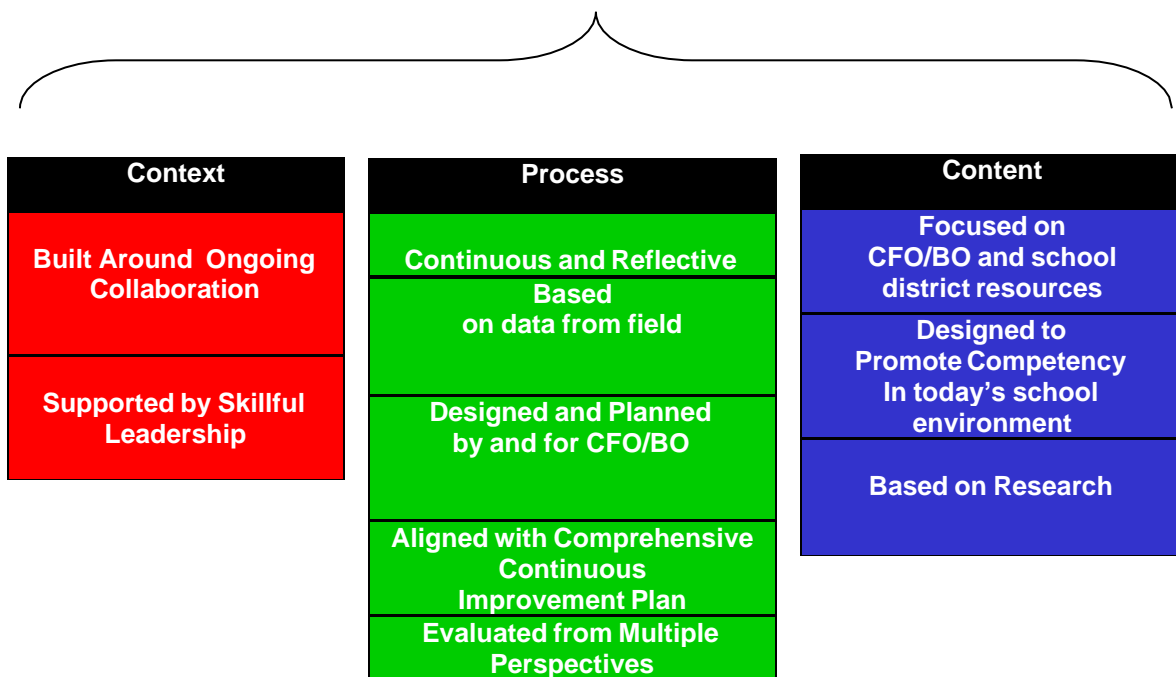 Context
Built Around Ongoing
Collaboration
Supported by Skillful
Leadership
Process
Continuous and Reflective
Based
on data from field
Designed and Planned
by and for CFO/BO
Aligned with Comprehensive
Continuous
Improvement Plan
Evaluated from Multiple
Perspectives
Content
Focused on
CFO/BO and school
district resources
Designed to
Promote Competency
In today’s school
environment
Based on Research